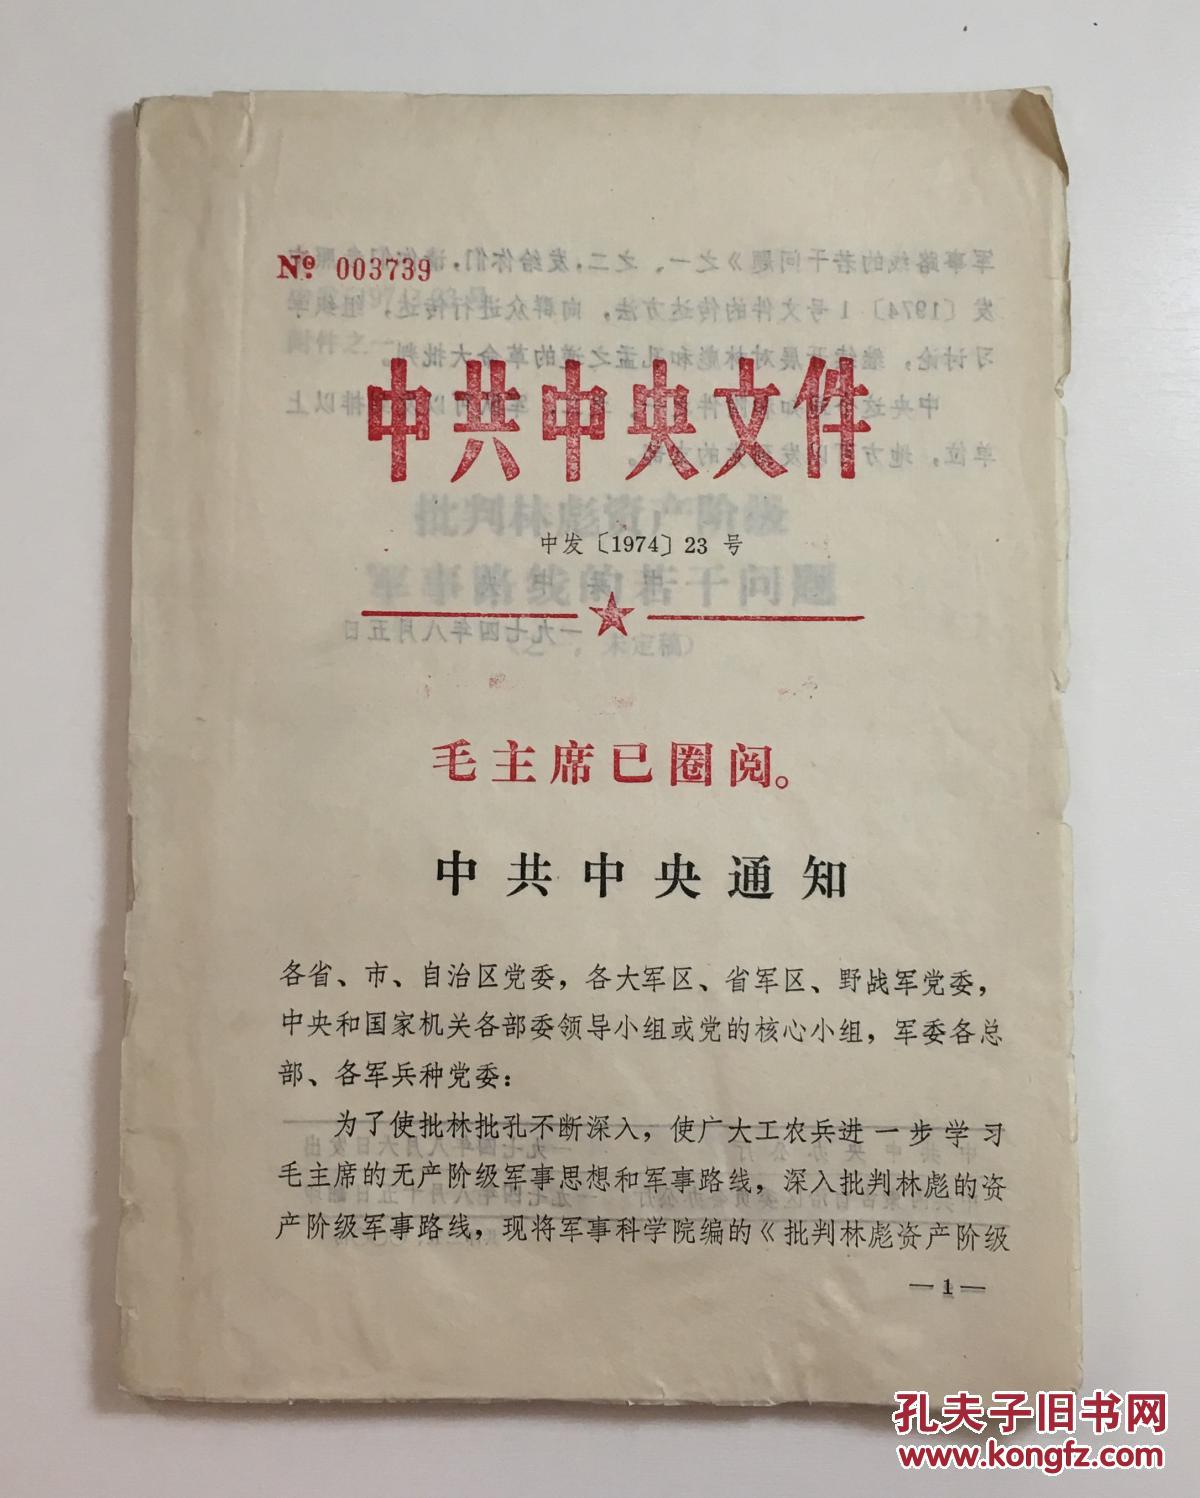 № 003739
中共中央文件
中发〔1974〕23 号
毛主席已圈阅。
中共中央通知
各省、市、自治区党委，各大军区、省军区、野战军党委，
中央和国家机关各部委领导小组或党的核心小组，军委各总
部、各军兵种党委：
为了使批林批孔不断深入，使广大工农兵进一步学习
毛主席的无产阶级军事思想和军事路线，深入批判林彪的资
产阶级军事路线，现将军事科学院编的《批判林彪资产阶级
—1—
孔夫子旧书网
www.kongfz.com